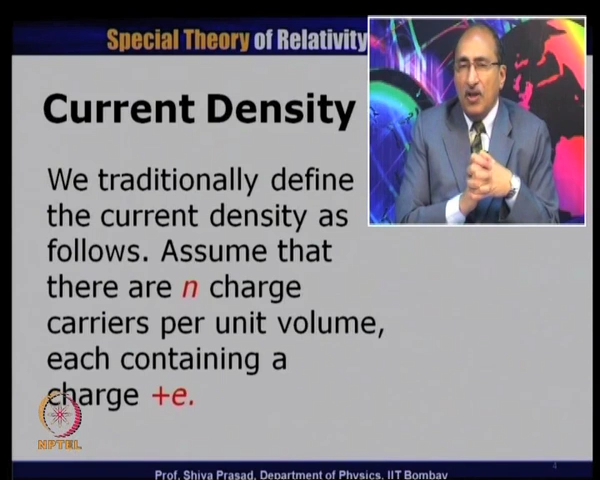 Special Theory of Relativity
Current Density
We traditionally define
the current density as
follows. Assume that
there are n charge
carriers per unit volume,
each containing a
charge +e.
NPTEL
4
Prof. Shiva Prasad, Department of Physics, IIT Bombay